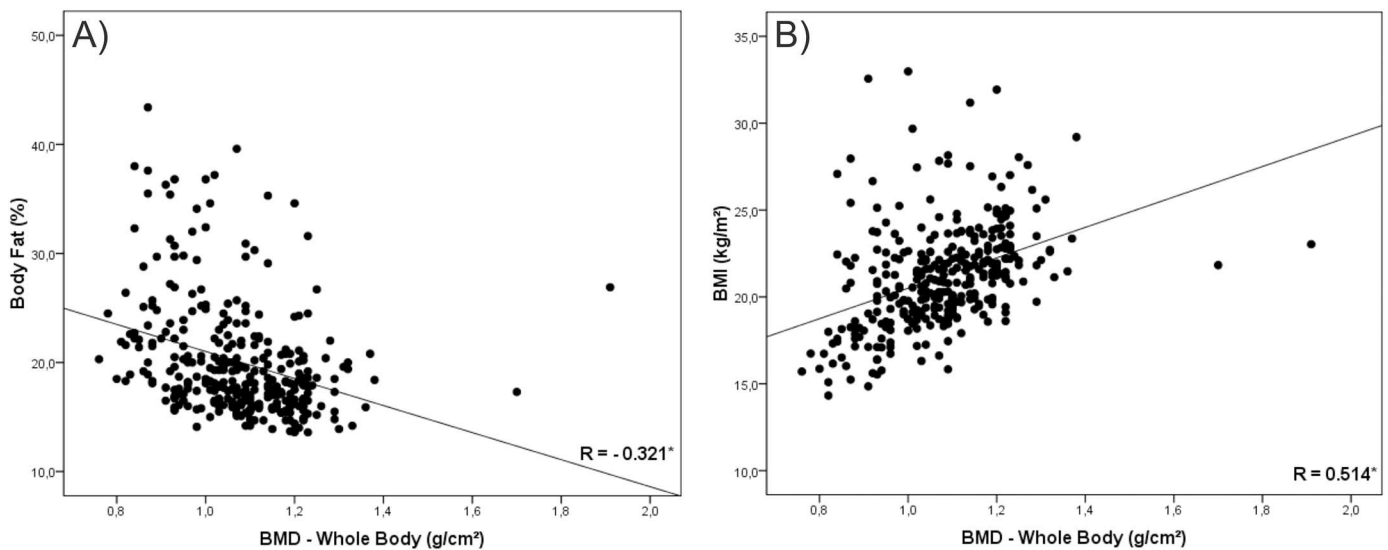 A)
50,0
40,0
30,0
20,0
10,0
Body Fat (%)
R = - 0.321*
0,8 1,0 1,2 1,4 1,6 1,8 2,0
BMD - Whole Body (g/cm²)
B)
35,0
30,0
25,0
20,0
15,0
10,0
BMI (kg/m²)
R = 0.514*
0,8 1,0 1,2 1,4 1,6 1,8 2,0
BMD - Whole Body (g/cm²)